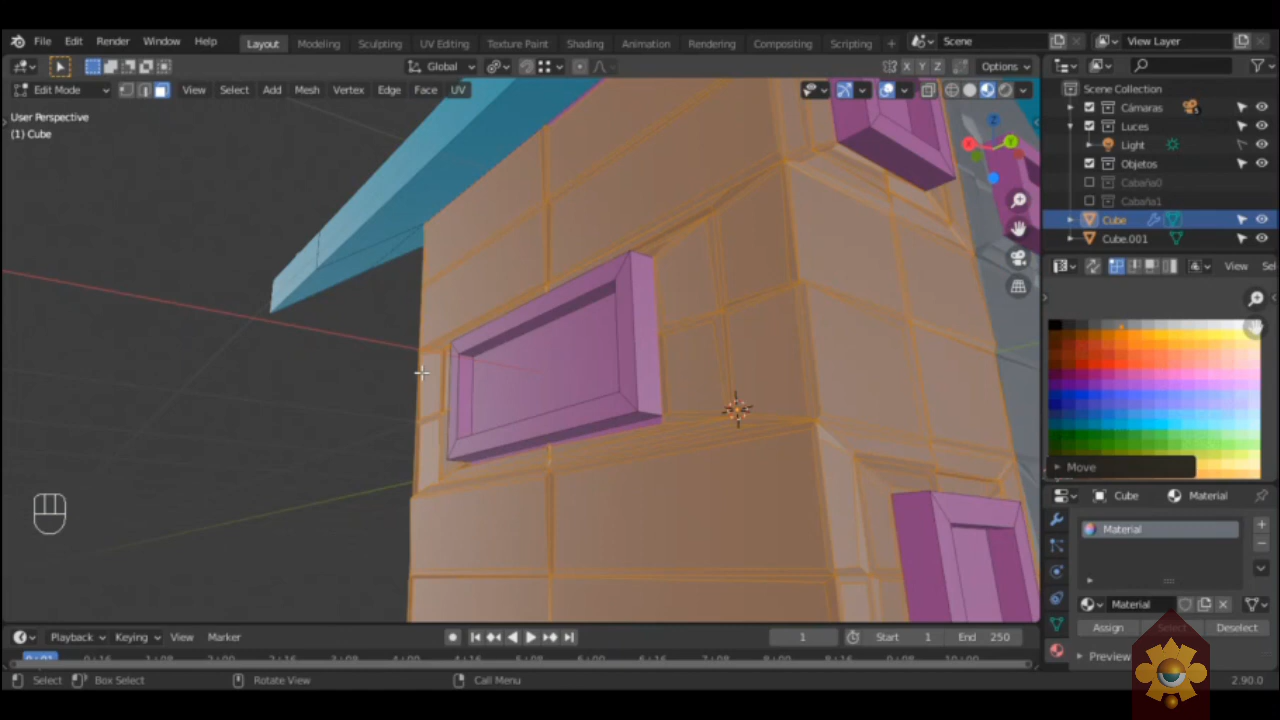 File Edit Render Window Help
Layout Modeling Sculpting UV Editing Texture Paint Shading Animation Rendering Compositing Scripting + Scene View Layer
Global X Y Z Options
Edit Mode View Select Add Mesh Vertex Edge Face UV
User Perspective
(1) Cube
Scene Collection
Cámaras
Luces
Light
Objetos
Cabaña0
Cabaña1
Cube
Cube.001
View Sel
Move
Cube Material
Material
Material
Assign Select Deselect
Preview
Playback Keying View Marker 1 Start 1 End 250
Select Box Select Rotate View Call Menu 2.90.0